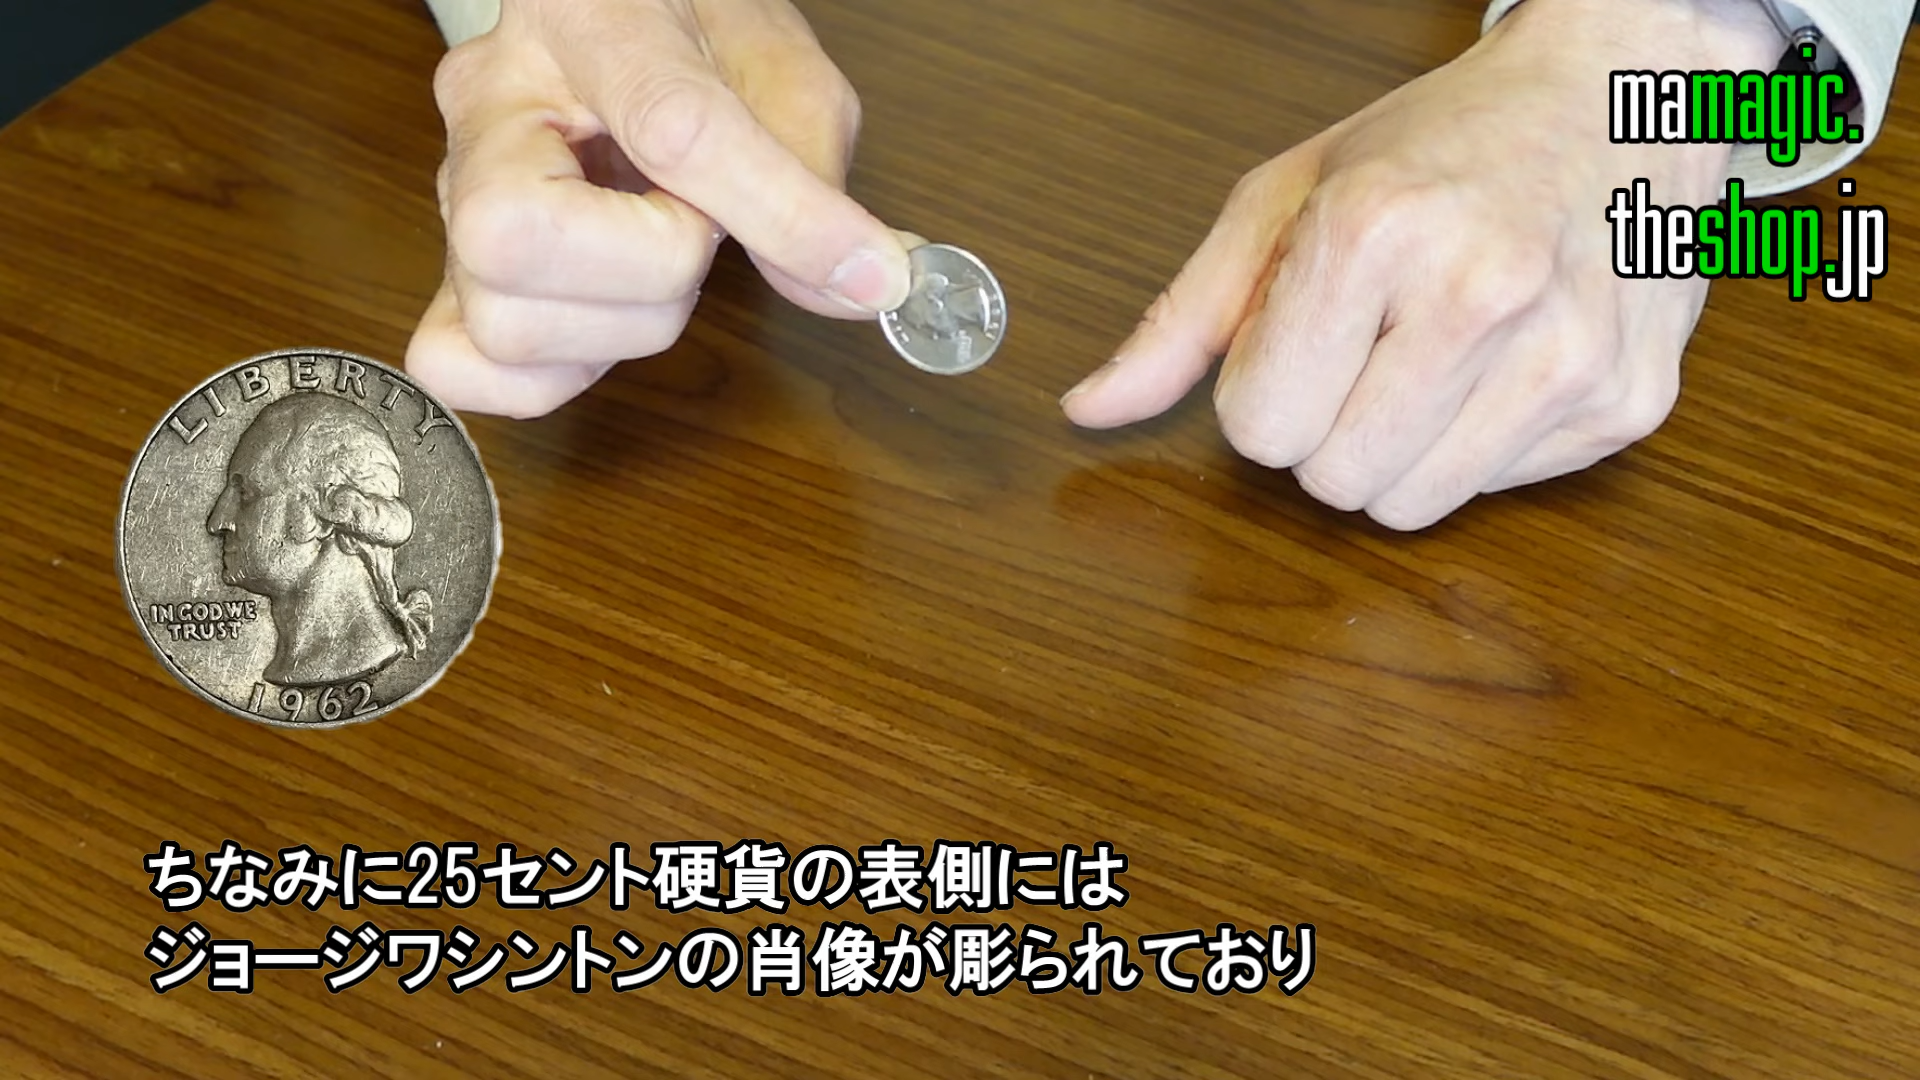 mamagic.
theshop.jp
LIBERTY
IN GOD WE
TRUST
1962
ちなみに25セント硬貨の表側には
ジョージワシントンの肖像が彫られており